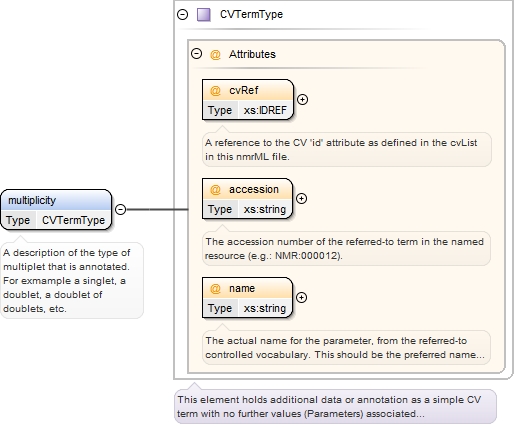 CVTermType
@ Attributes
@ cvRef
Type xs:IDREF
A reference to the CV 'id' attribute as defined in the cvList
in this nmrML file.
@ accession
Type xs:string
The accession number of the referred-to term in the named
resource (e.g.: NMR:000012).
@ name
Type xs:string
The actual name for the parameter, from the referred-to
controlled vocabulary. This should be the preferred name...
multiplicity
Type CVTermType
A description of the type of
multiplet that is annotated.
For exmample a singlet, a
doublet, a doublet of
doublets, etc.
This element holds additional data or annotation as a simple CV
term with no further values (Parameters) associated...